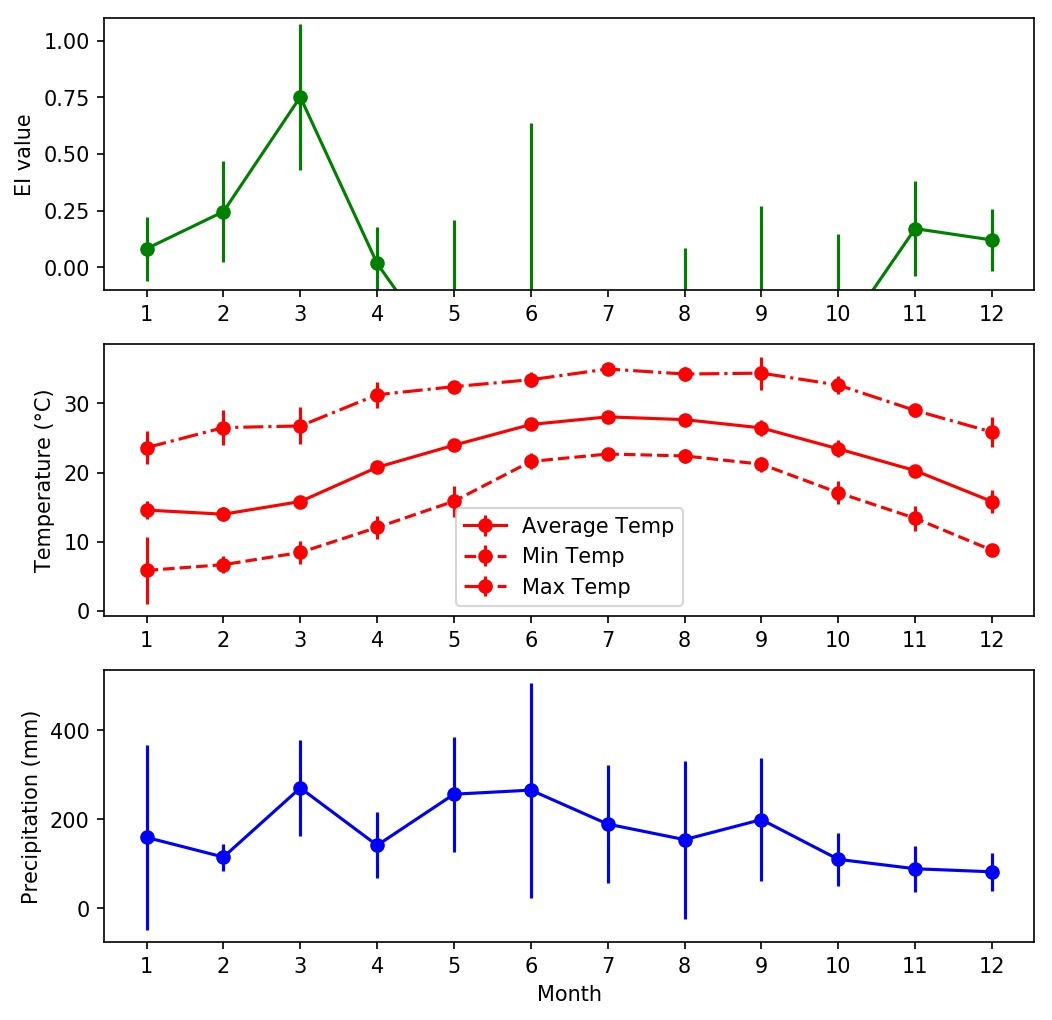 EI value
1.00
0.75
0.50
0.25
0.00
1 2 3 4 5 6 7 8 9 10 11 12
Temperature (°C)
30
20
10
0
Average Temp
Min Temp
Max Temp
1 2 3 4 5 6 7 8 9 10 11 12
Precipitation (mm)
400
200
0
1 2 3 4 5 6 7 8 9 10 11 12
Month